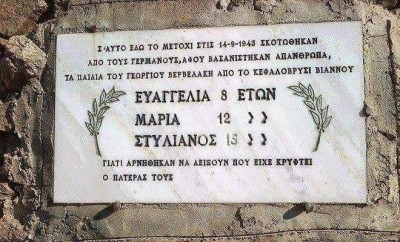 Σ'ΑΥΤΟ ΕΔΩ ΤΟ ΜΕΤΟΧΙ ΣΤΙΣ 14-9-1943 ΣΚΟΤΩΘΗΚΑΝ
ΑΠΟ ΤΟΥΣ ΓΕΡΜΑΝΟΥΣ, ΑΦΟΥ ΒΑΣΑΝΙΣΤΗΚΑΝ ΑΠΑΝΘΡΩΠΑ,
ΤΑ ΠΑΙΔΙΑ ΤΟΥ ΓΕΩΡΓΙΟΥ ΒΕΡΒΕΛΑΚΗ ΑΠΟ ΤΟ ΚΕΦΑΛΟΒΡΥΣΙ ΒΙΑΝΝΟΥ
ΕΥΑΓΓΕΛΙΑ 8 ΕΤΩΝ
ΜΑΡΙΑ 12 》
ΣΤΥΛΙΑΝΟΣ 15 》
ΓΙΑΤΙ ΑΡΝΗΘΗΚΑΝ ΝΑ ΔΕΙΞΟΥΝ ΠΟΥ ΕΙΧΕ ΚΡΥΦΤΕΙ
Ο ΠΑΤΕΡΑΣ ΤΟΥΣ